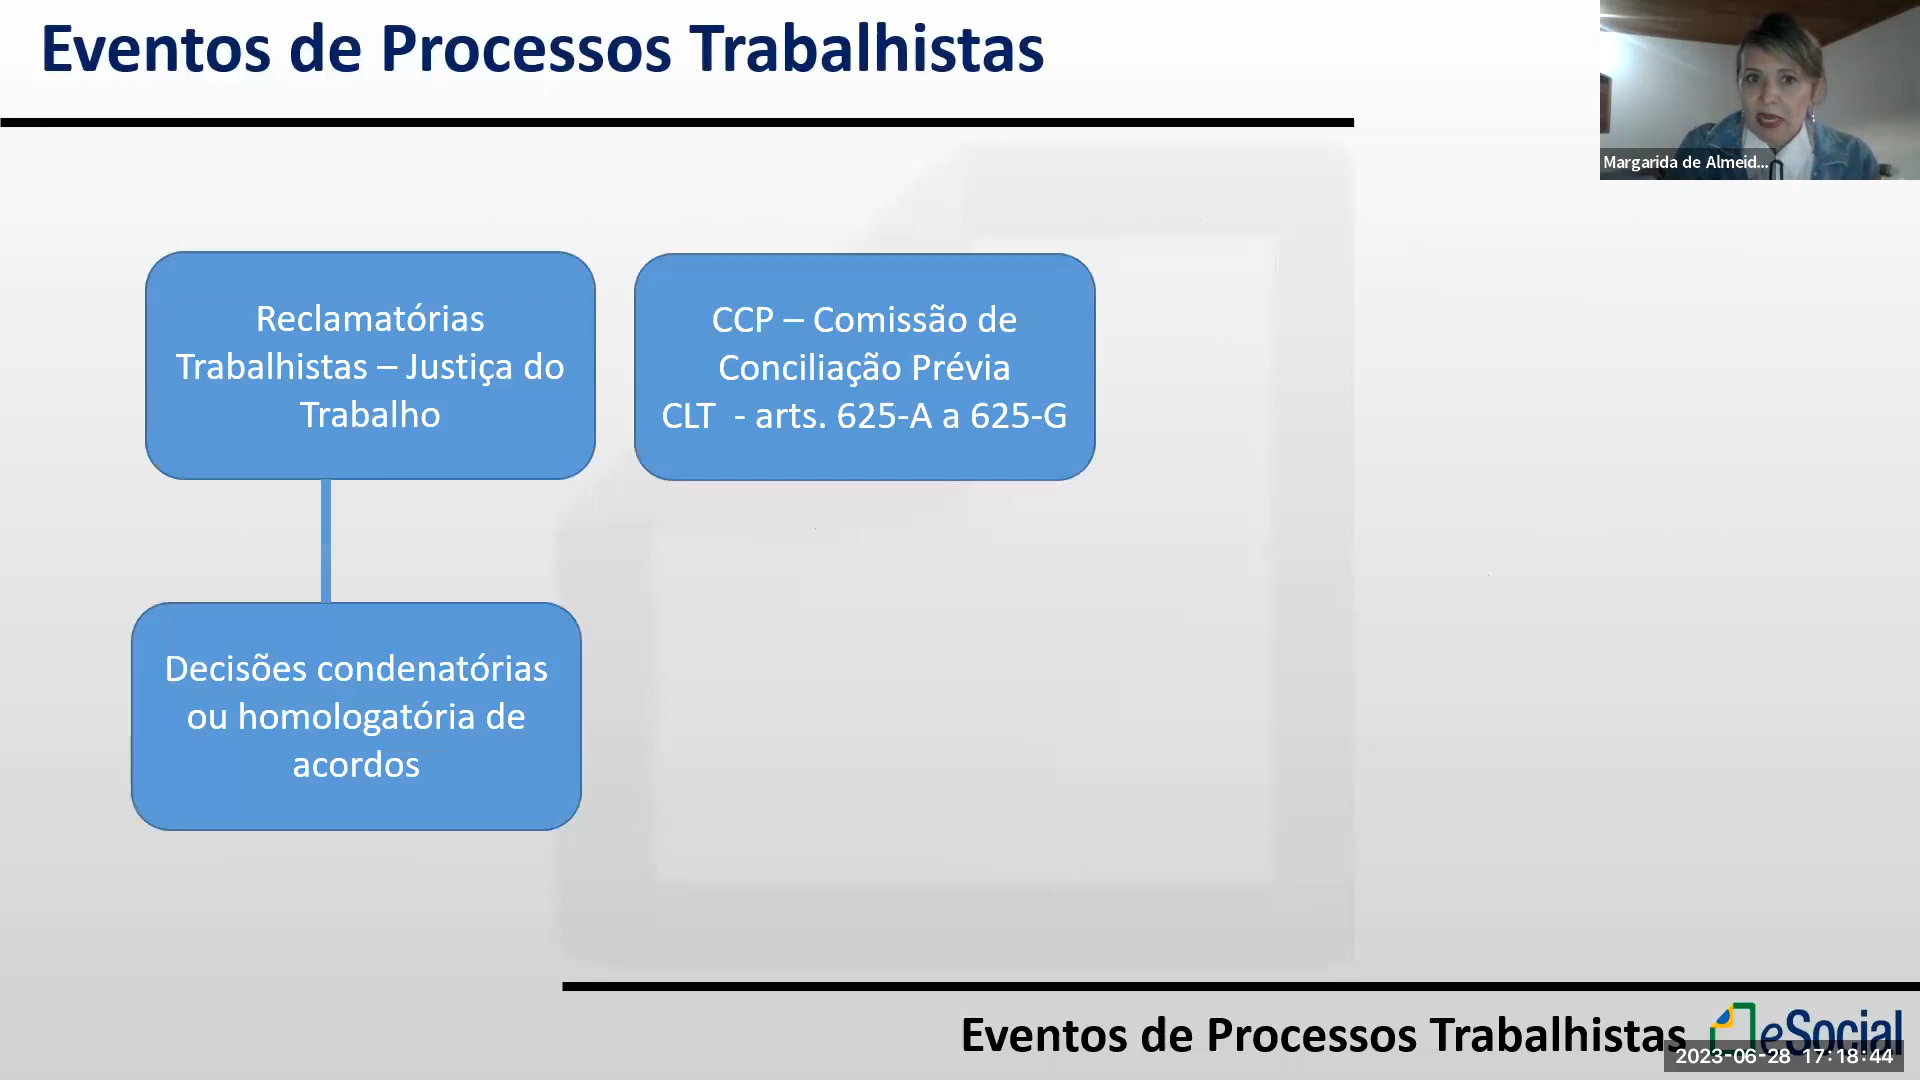 Eventos de Processos Trabalhistas
Margarida de Almeid...
Reclamatórias
Trabalhistas – Justiça do
Trabalho
CCP – Comissão de
Conciliação Prévia
CLT - arts. 625-A a 625-G
Decisões condenatórias
ou homologatória de
acordos
Eventos de Processos Trabalhistas
eSocial
2023-06-28 17:18:44